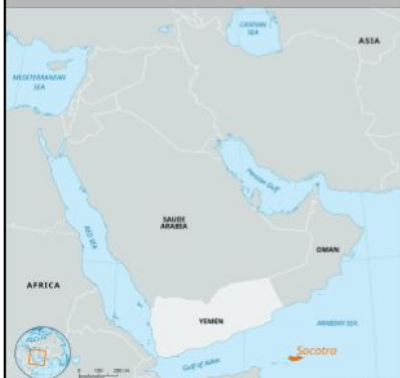 CASPIAN
SEA
ASIA
MEDITERRANEAN
SEA
Persian Gulf
SAUDI
ARABIA
RED SEA
OMAN
AFRICA
YEMEN
ARABIAN SEA
Socotra
Gulf of Aden